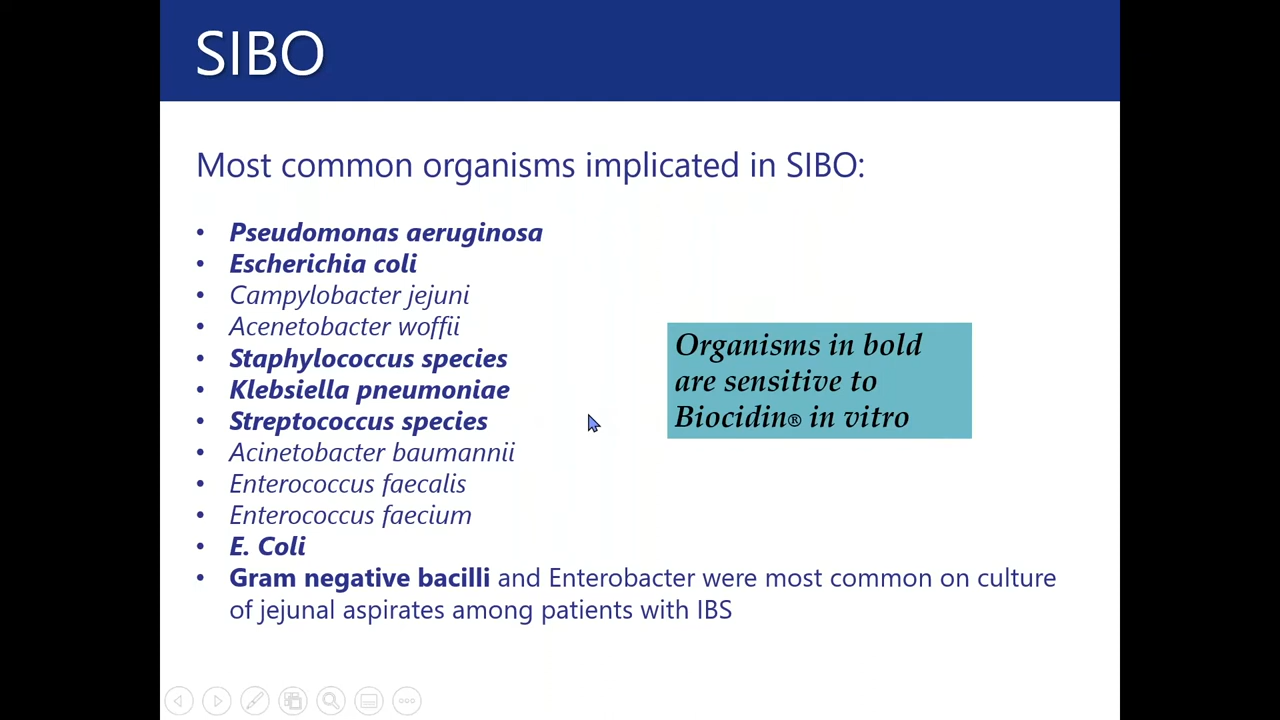 SIBO
Most common organisms implicated in SIBO:
• Pseudomonas aeruginosa
• Escherichia coli
• Campylobacter jejuni
• Acenetobacter woffii
• Staphylococcus species
• Klebsiella pneumoniae
• Streptococcus species
• Acinetobacter baumannii
• Enterococcus faecalis
• Enterococcus faecium
• E. Coli
• Gram negative bacilli and Enterobacter were most common on culture
of jejunal aspirates among patients with IBS
Organisms in bold
are sensitive to
Biocidin® in vitro